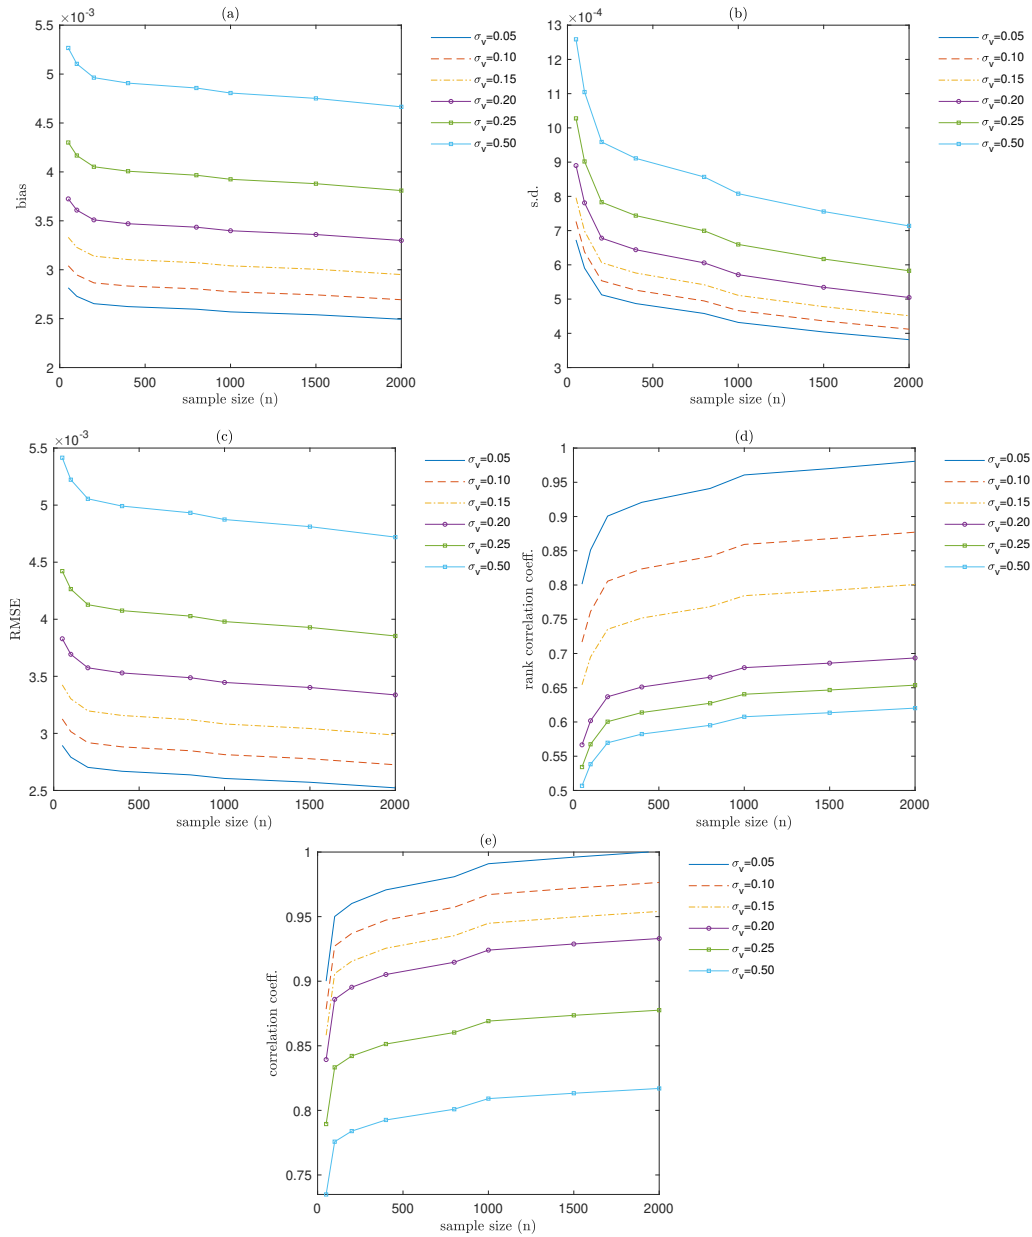 (a)
×10⁻³
5.5
5
4.5
4
3.5
3
2.5
2
0 500 1000 1500 2000
bias
sample size (n)
σᵥ=0.05
σᵥ=0.10
σᵥ=0.15
σᵥ=0.20
σᵥ=0.25
σᵥ=0.50
(b)
×10⁻⁴
13
12
11
10
9
8
7
6
5
4
3
0 500 1000 1500 2000
s.d.
sample size (n)
σᵥ=0.05
σᵥ=0.10
σᵥ=0.15
σᵥ=0.20
σᵥ=0.25
σᵥ=0.50
(c)
×10⁻³
5.5
5
4.5
4
3.5
3
2.5
0 500 1000 1500 2000
RMSE
sample size (n)
σᵥ=0.05
σᵥ=0.10
σᵥ=0.15
σᵥ=0.20
σᵥ=0.25
σᵥ=0.50
(d)
1
0.95
0.9
0.85
0.8
0.75
0.7
0.65
0.6
0.55
0.5
0 500 1000 1500 2000
rank correlation coeff.
sample size (n)
σᵥ=0.05
σᵥ=0.10
σᵥ=0.15
σᵥ=0.20
σᵥ=0.25
σᵥ=0.50
(e)
1
0.95
0.9
0.85
0.8
0.75
0 500 1000 1500 2000
correlation coeff.
sample size (n)
σᵥ=0.05
σᵥ=0.10
σᵥ=0.15
σᵥ=0.20
σᵥ=0.25
σᵥ=0.50